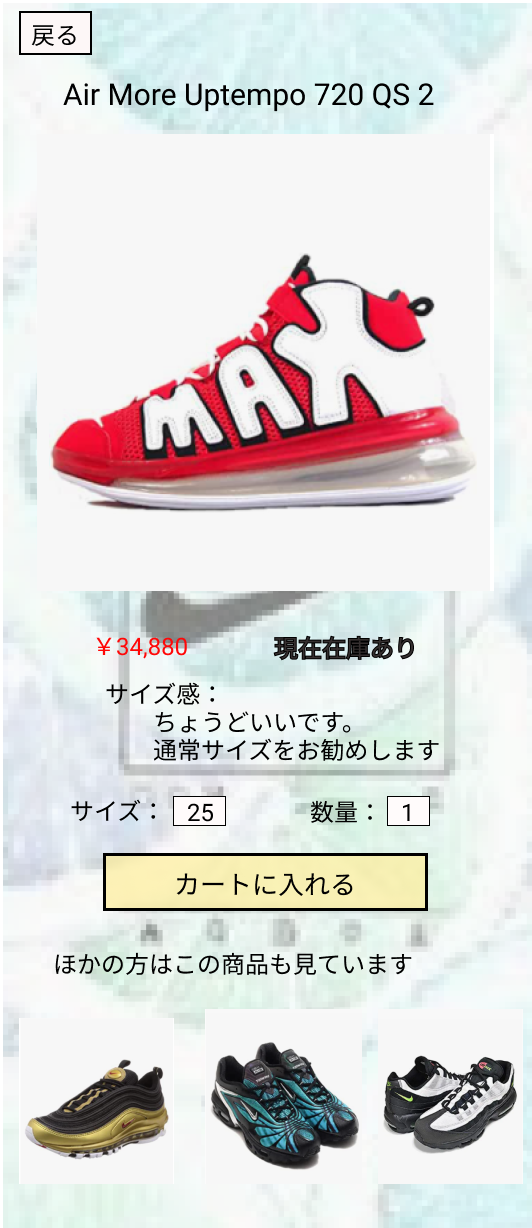 戻る
Air More Uptempo 720 QS 2
MAX
￥34,880
現在在庫あり
サイズ感：
ちょうどいいです。
通常サイズをお勧めします
サイズ： 25
数量： 1
カートに入れる
ほかの方はこの商品も見ています